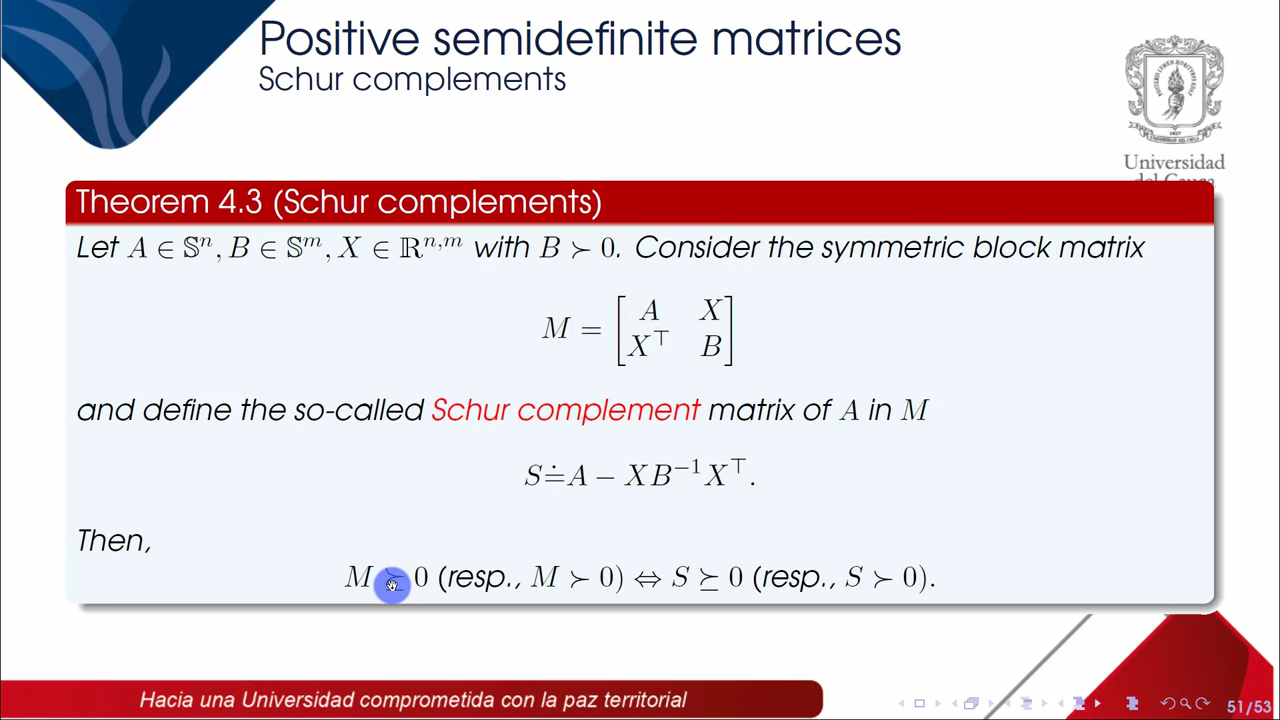 Positive semidefinite matrices
Schur complements
Universidad
del Cauca
Theorem 4.3 (Schur complements)
Let A ∈ 𝕊ⁿ, B ∈ 𝕊ᵐ, X ∈ ℝⁿ,ᵐ with B ≻ 0. Consider the symmetric block matrix
M = [A X
X⊤ B]
and define the so-called Schur complement matrix of A in M
S ≐ A − XB⁻¹X⊤.
Then,
M ⪰ 0 (resp., M ≻ 0) ⇔ S ⪰ 0 (resp., S ≻ 0).
Hacia una Universidad comprometida con la paz territorial
51/53